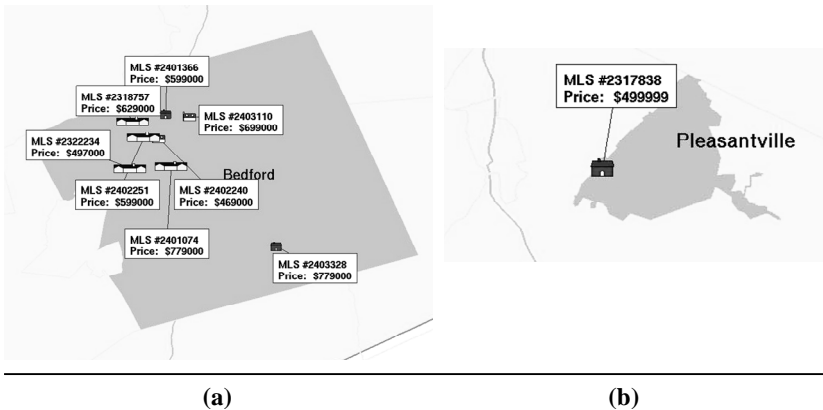 MLS #2401366
Price: $599000
MLS #2318757
Price: $629000
MLS #2403110
Price: $699000
MLS #2322234
Price: $497000
Bedford
MLS #2402251
Price: $599000
MLS #2402240
Price: $469000
MLS #2401074
Price: $779000
MLS #2403328
Price: $779000
(a)
MLS #2317838
Price: $499999
Pleasantville
(b)